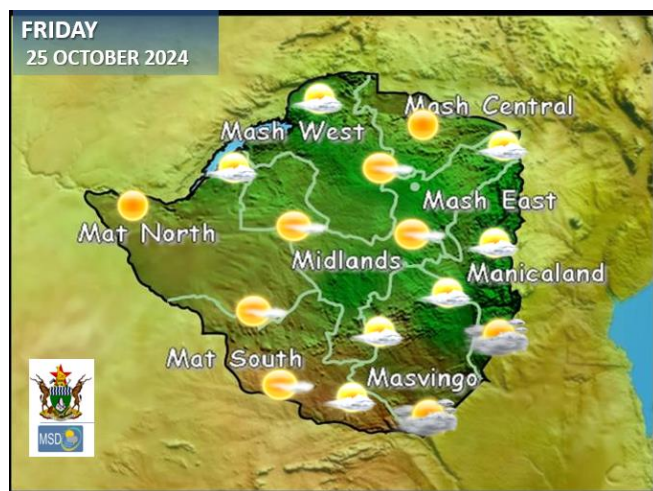 FRIDAY
25 OCTOBER 2024
Mash Central
Mash West
Mash East
Mat North
Midlands
Manicaland
Mat South
Masvingo
MSD